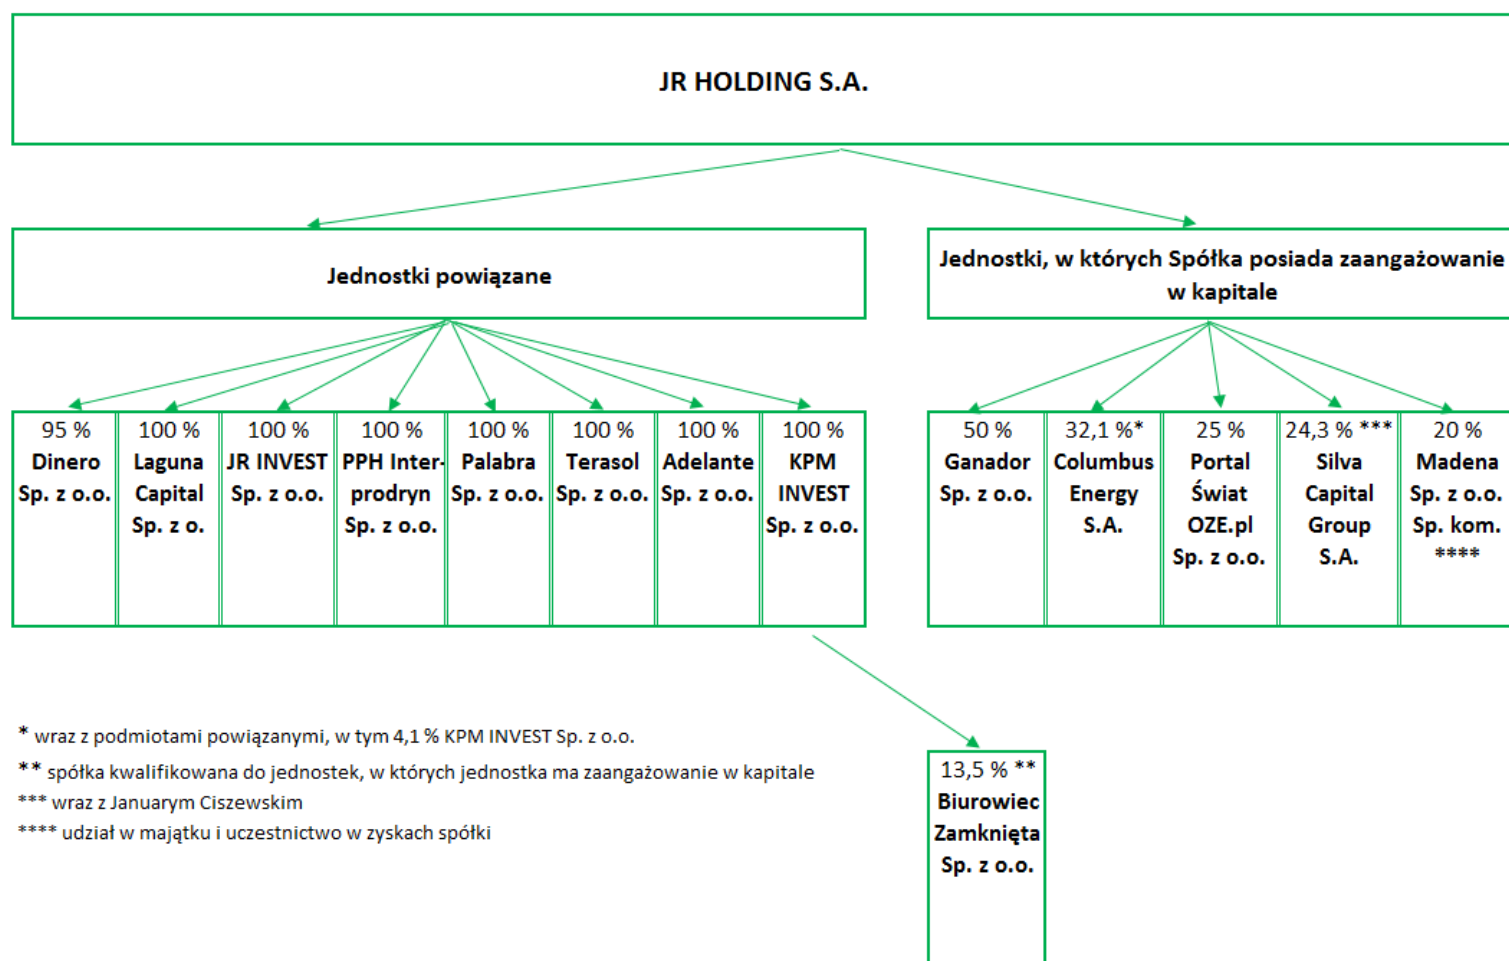 JR HOLDING S.A.
Jednostki powiązane
Jednostki, w których Spółka posiada zaangażowanie
w kapitale
95 %
Dinero
Sp. z o.o.
100 %
Laguna
Capital
Sp. z o.
100 %
JR INVEST
Sp. z o.o.
100 %
PPH Inter-
prodryn
Sp. z o.o.
100 %
Palabra
Sp. z o.o.
100 %
Terasol
Sp. z o.o.
100 %
Adelante
Sp. z o.o.
100 %
KPM
INVEST
Sp. z o.o.
50 %
Ganador
Sp. z o.o.
32,1 %*
Columbus
Energy
S.A.
25 %
Portal
Świat
OZE.pl
Sp. z o.o.
24,3 % ***
Silva
Capital
Group
S.A.
20 %
Madena
Sp. z o.o.
Sp. kom.
****
* wraz z podmiotami powiązanymi, w tym 4,1 % KPM INVEST Sp. z o.o.
** spółka kwalifikowana do jednostek, w których jednostka ma zaangażowanie w kapitale
*** wraz z Januarym Ciszewskim
**** udział w majątku i uczestnictwo w zyskach spółki
13,5 % **
Biurowiec
Zamknięta
Sp. z o.o.